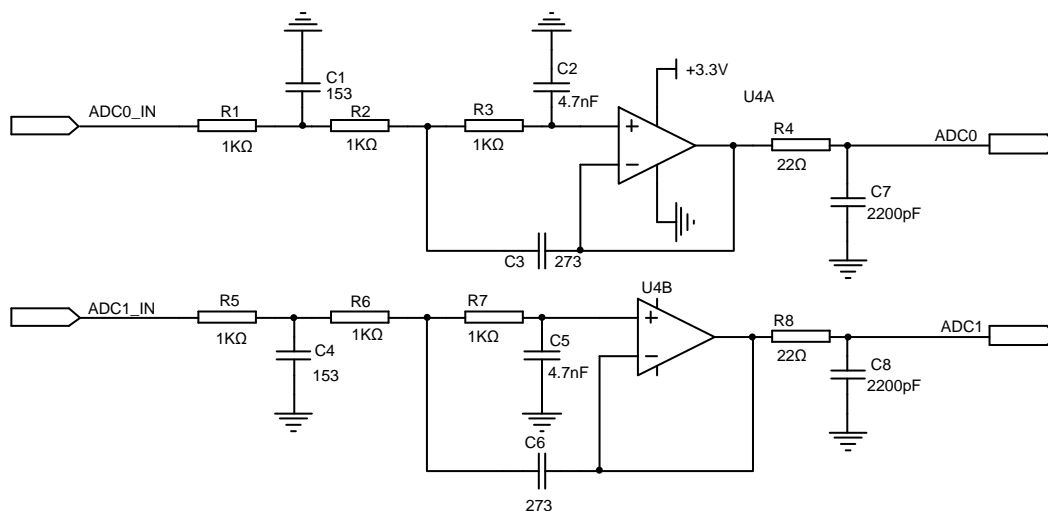 C1
153
C2
4.7nF
+3.3V
U4A
ADC0_IN
R1
1KΩ
R2
1KΩ
R3
1KΩ
R4
22Ω
ADC0
C7
2200pF
C3
273
ADC1_IN
R5
1KΩ
R6
1KΩ
R7
1KΩ
U4B
R8
22Ω
ADC1
C4
153
C5
4.7nF
C8
2200pF
C6
273